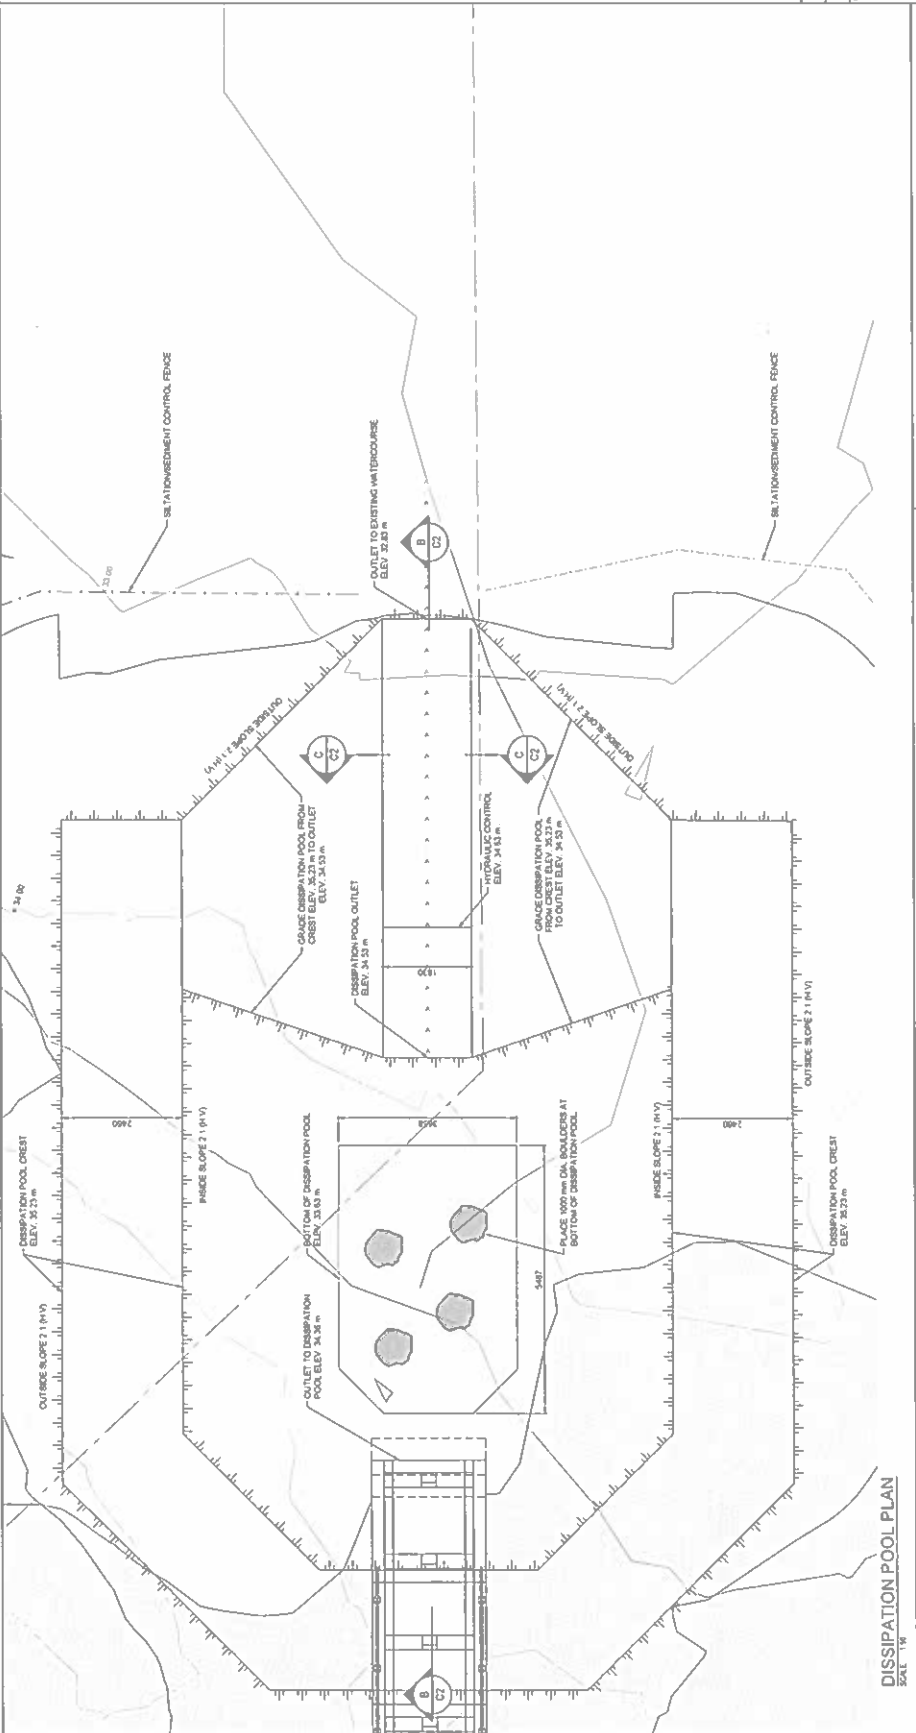 SILTATION/SEDIMENT CONTROL FENCE
33.00
OUTLET TO EXISTING WATERCOURSE
ELEV. 32.83 m
B
C2
SILTATION/SEDIMENT CONTROL FENCE
OUTSIDE SLOPE 2:1 (H:V)
C
C2
C
C2
OUTSIDE SLOPE 2:1 (H:V)
34.00
GRADE DISSIPATION POOL FROM
CREST ELEV. 35.23 m TO OUTLET
ELEV. 34.53 m
DISSIPATION POOL OUTLET
ELEV. 34.53 m
1830
HYDRAULIC CONTROL
ELEV. 34.53 m
GRADE DISSIPATION POOL
FROM CREST ELEV. 35.23 m
TO OUTLET ELEV. 34.53 m
OUTSIDE SLOPE 2:1 (H:V)
DISSIPATION POOL CREST
ELEV. 35.23 m
INSIDE SLOPE 2:1 (H:V)
BOTTOM OF DISSIPATION POOL
ELEV. 33.63 m
3658
PLACE 1000 mm DIA. BOULDERS AT
BOTTOM OF DISSIPATION POOL
5487
INSIDE SLOPE 2:1 (H:V)
DISSIPATION POOL CREST
ELEV. 35.23 m
OUTSIDE SLOPE 2:1 (H:V)
OUTLET TO DISSIPATION
POOL ELEV. 34.36 m
B
C2
DISSIPATION POOL PLAN
SCALE